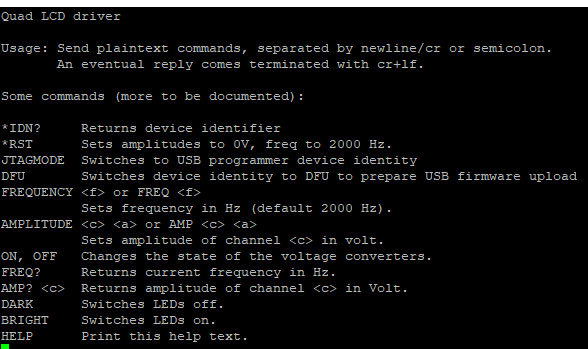 Quad LCD driver
Usage: Send plaintext commands, separated by newline/cr or semicolon.
An eventual reply comes terminated with cr+lf.
Some commands (more to be documented):
*IDN? Returns device identifier
*RST Sets amplitudes to 0V, freq to 2000 Hz.
JTAGMODE Switches to USB programmer device identity
DFU Switches device identity to DFU to prepare USB firmware upload
FREQUENCY <f> or FREQ <f>
Sets frequency in Hz (default 2000 Hz).
AMPLITUDE <c> <a> or AMP <c> <a>
Sets amplitude of channel <c> in volt.
ON, OFF Changes the state of the voltage converters.
FREQ? Returns current frequency in Hz.
AMP? <c> Returns amplitude of channel <c> in Volt.
DARK Switches LEDs off.
BRIGHT Switches LEDs on.
HELP Print this help text.